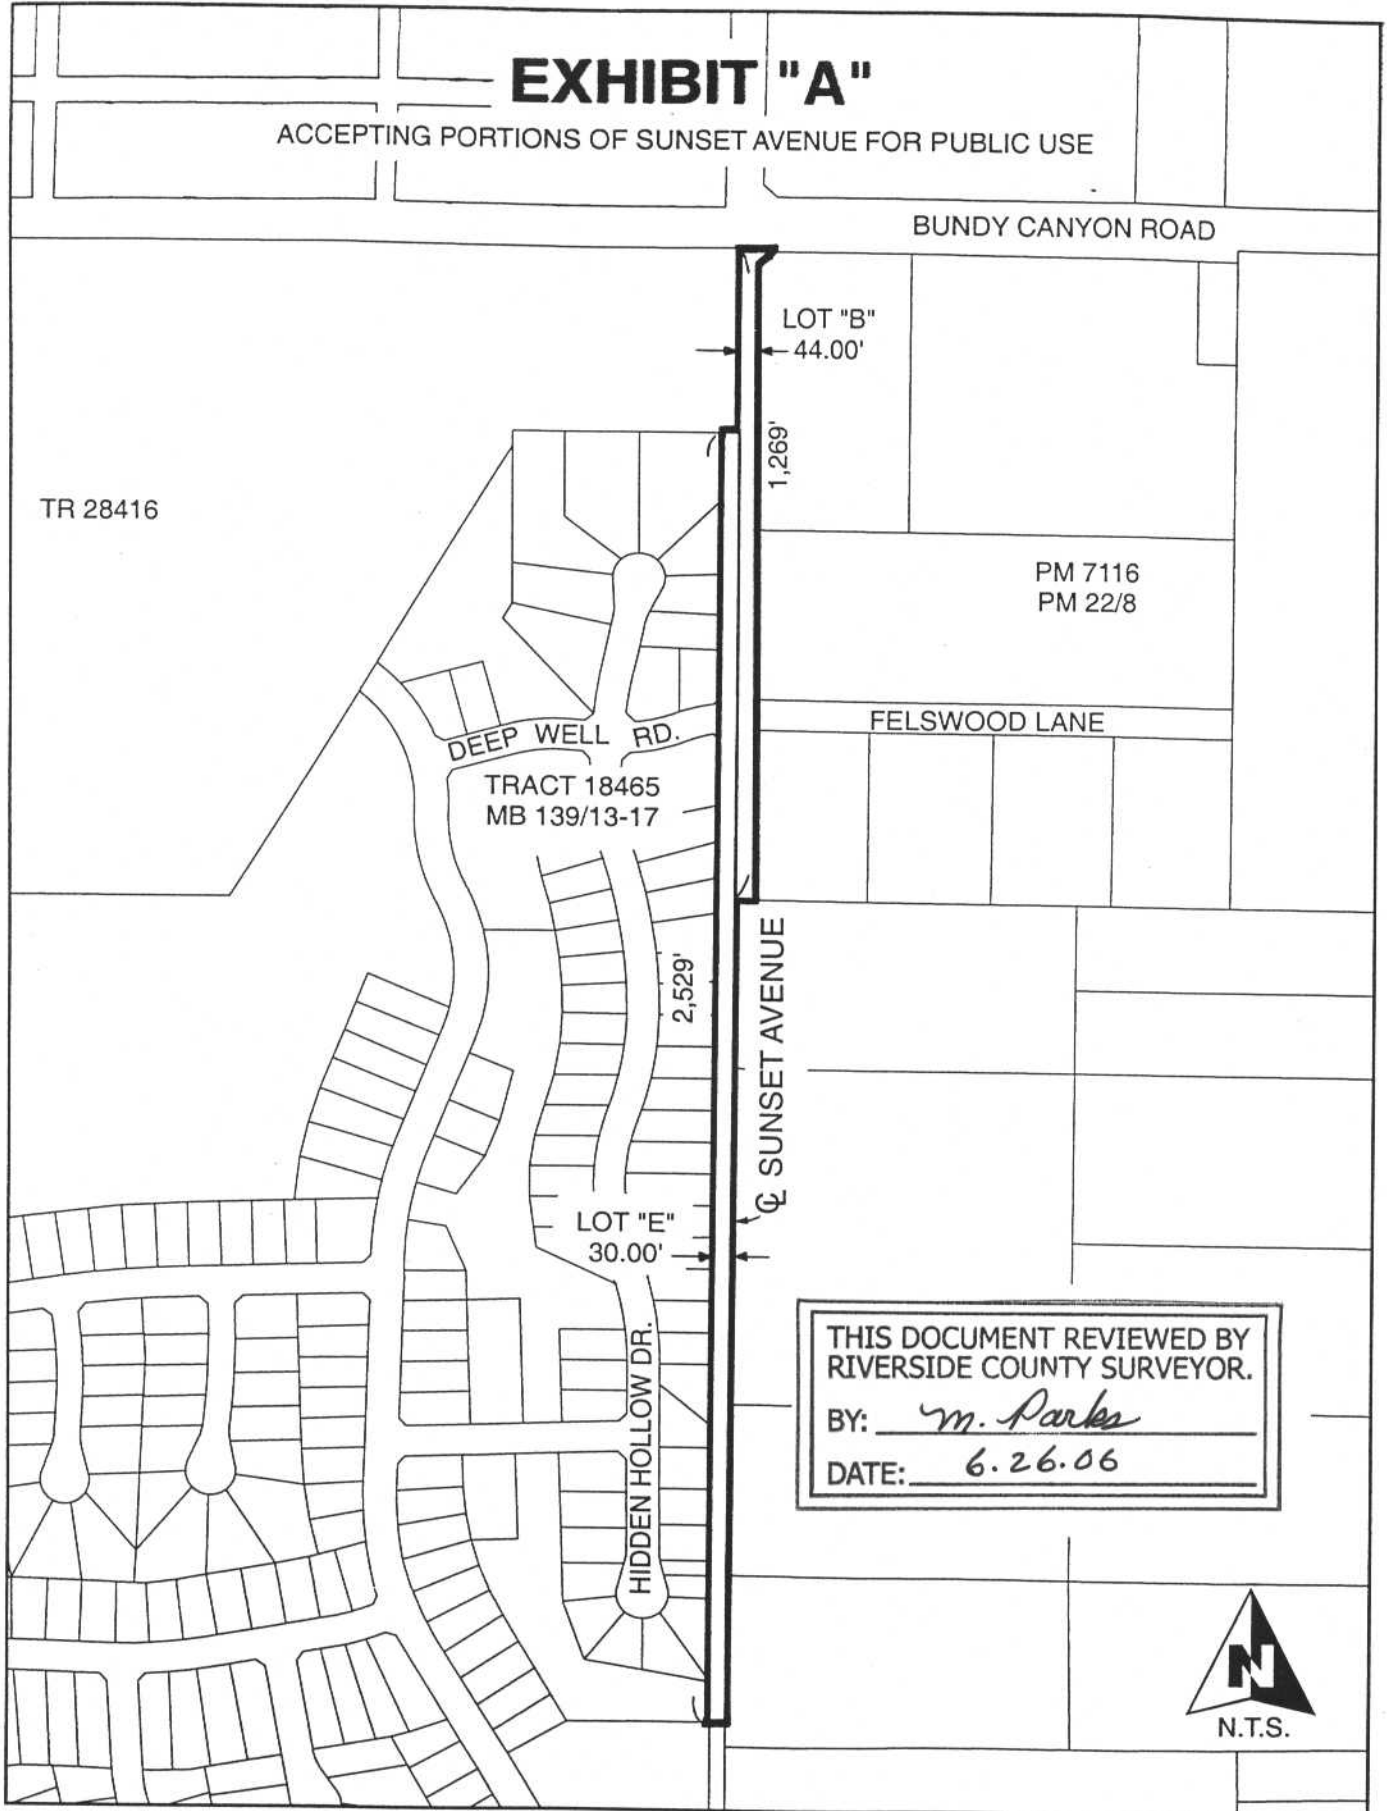 EXHIBIT "A"
ACCEPTING PORTIONS OF SUNSET AVENUE FOR PUBLIC USE
BUNDY CANYON ROAD
LOT "B"
44.00'
1,269'
TR 28416
PM 7116
PM 22/8
FELSWOOD LANE
DEEP WELL RD.
TRACT 18465
MB 139/13-17
2,529'
℄ SUNSET AVENUE
LOT "E"
30.00'
HIDDEN HOLLOW DR.
THIS DOCUMENT REVIEWED BY
RIVERSIDE COUNTY SURVEYOR.
BY: M. Parks
DATE: 6.26.06
N
N.T.S.